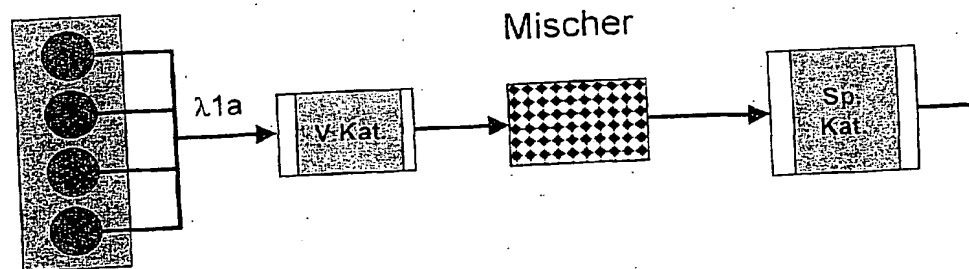 Mischer
λ1a
V-Kat
Sp.
Kat.